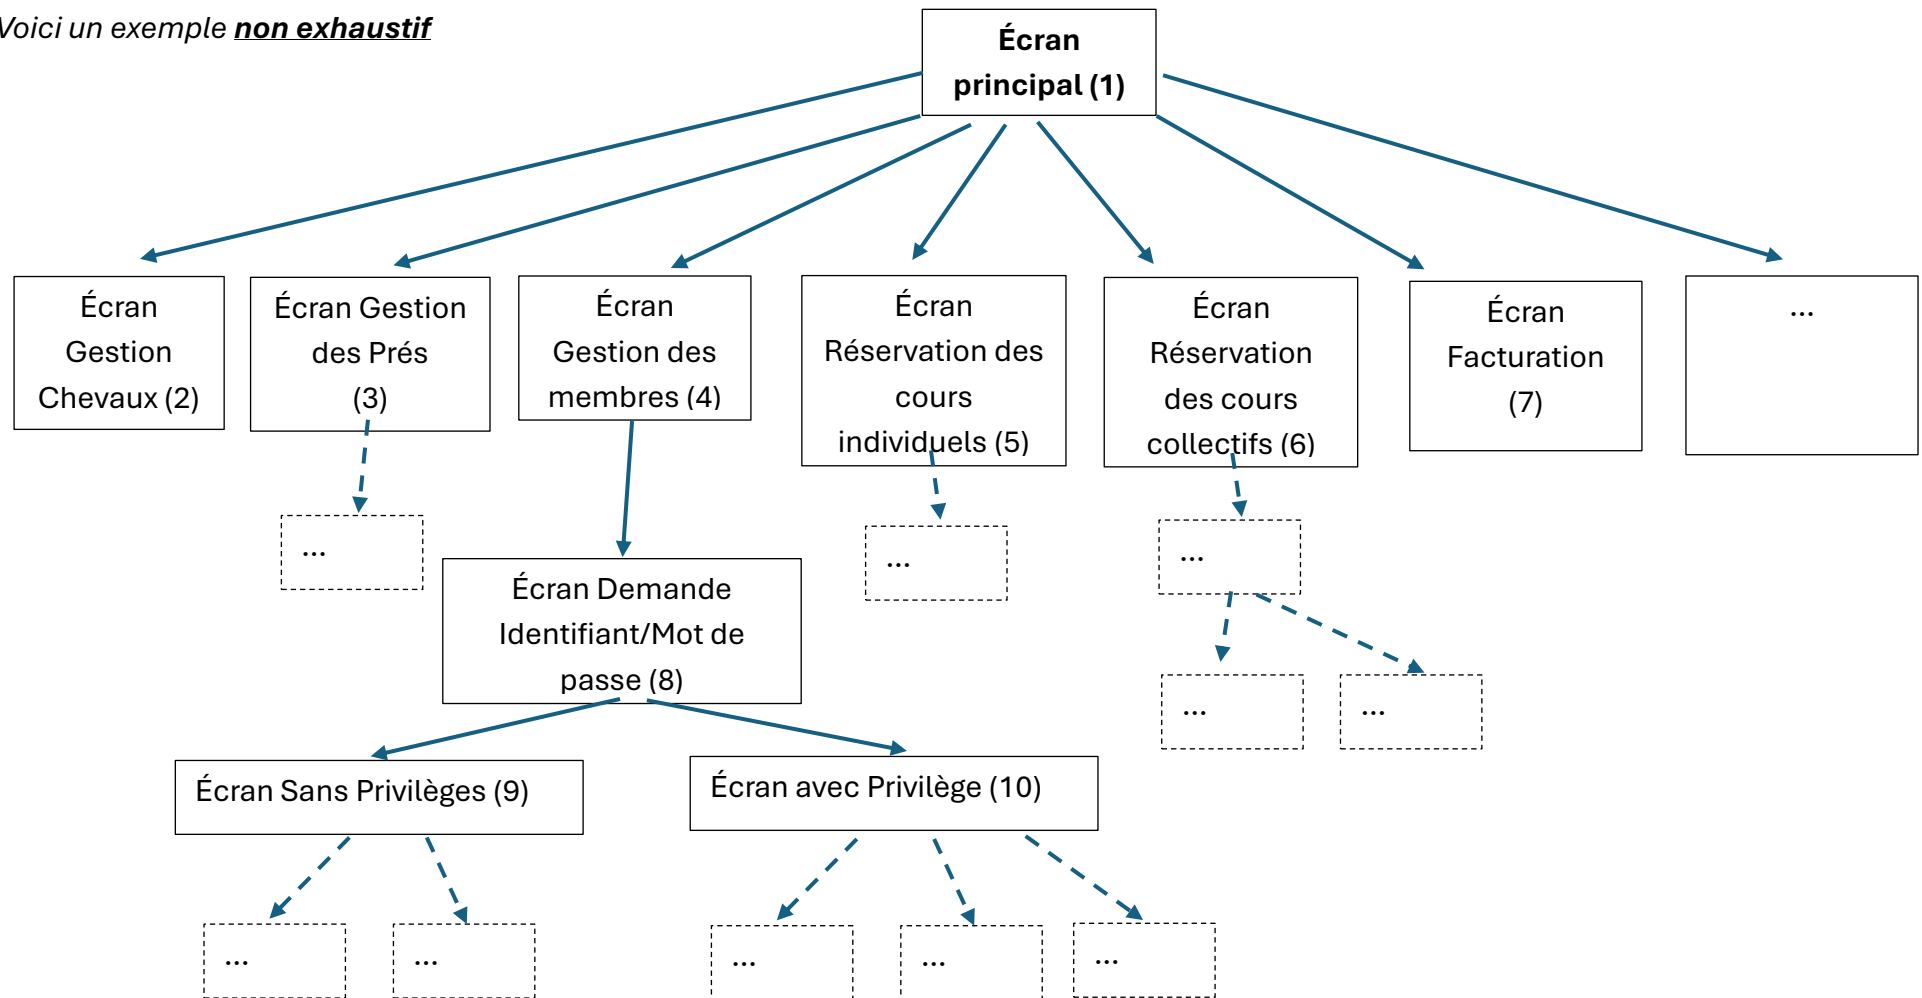 Voici un exemple non exhaustif
Écran
principal (1)
Écran
Gestion
Chevaux (2)
Écran Gestion
des Prés
(3)
Écran
Gestion des
membres (4)
Écran
Réservation des
cours
individuels (5)
Écran
Réservation
des cours
collectifs (6)
Écran
Facturation
(7)
...
...
...
...
Écran Demande
Identifiant/Mot de
passe (8)
...
...
Écran Sans Privilèges (9)
Écran avec Privilège (10)
...
...
...
...
...